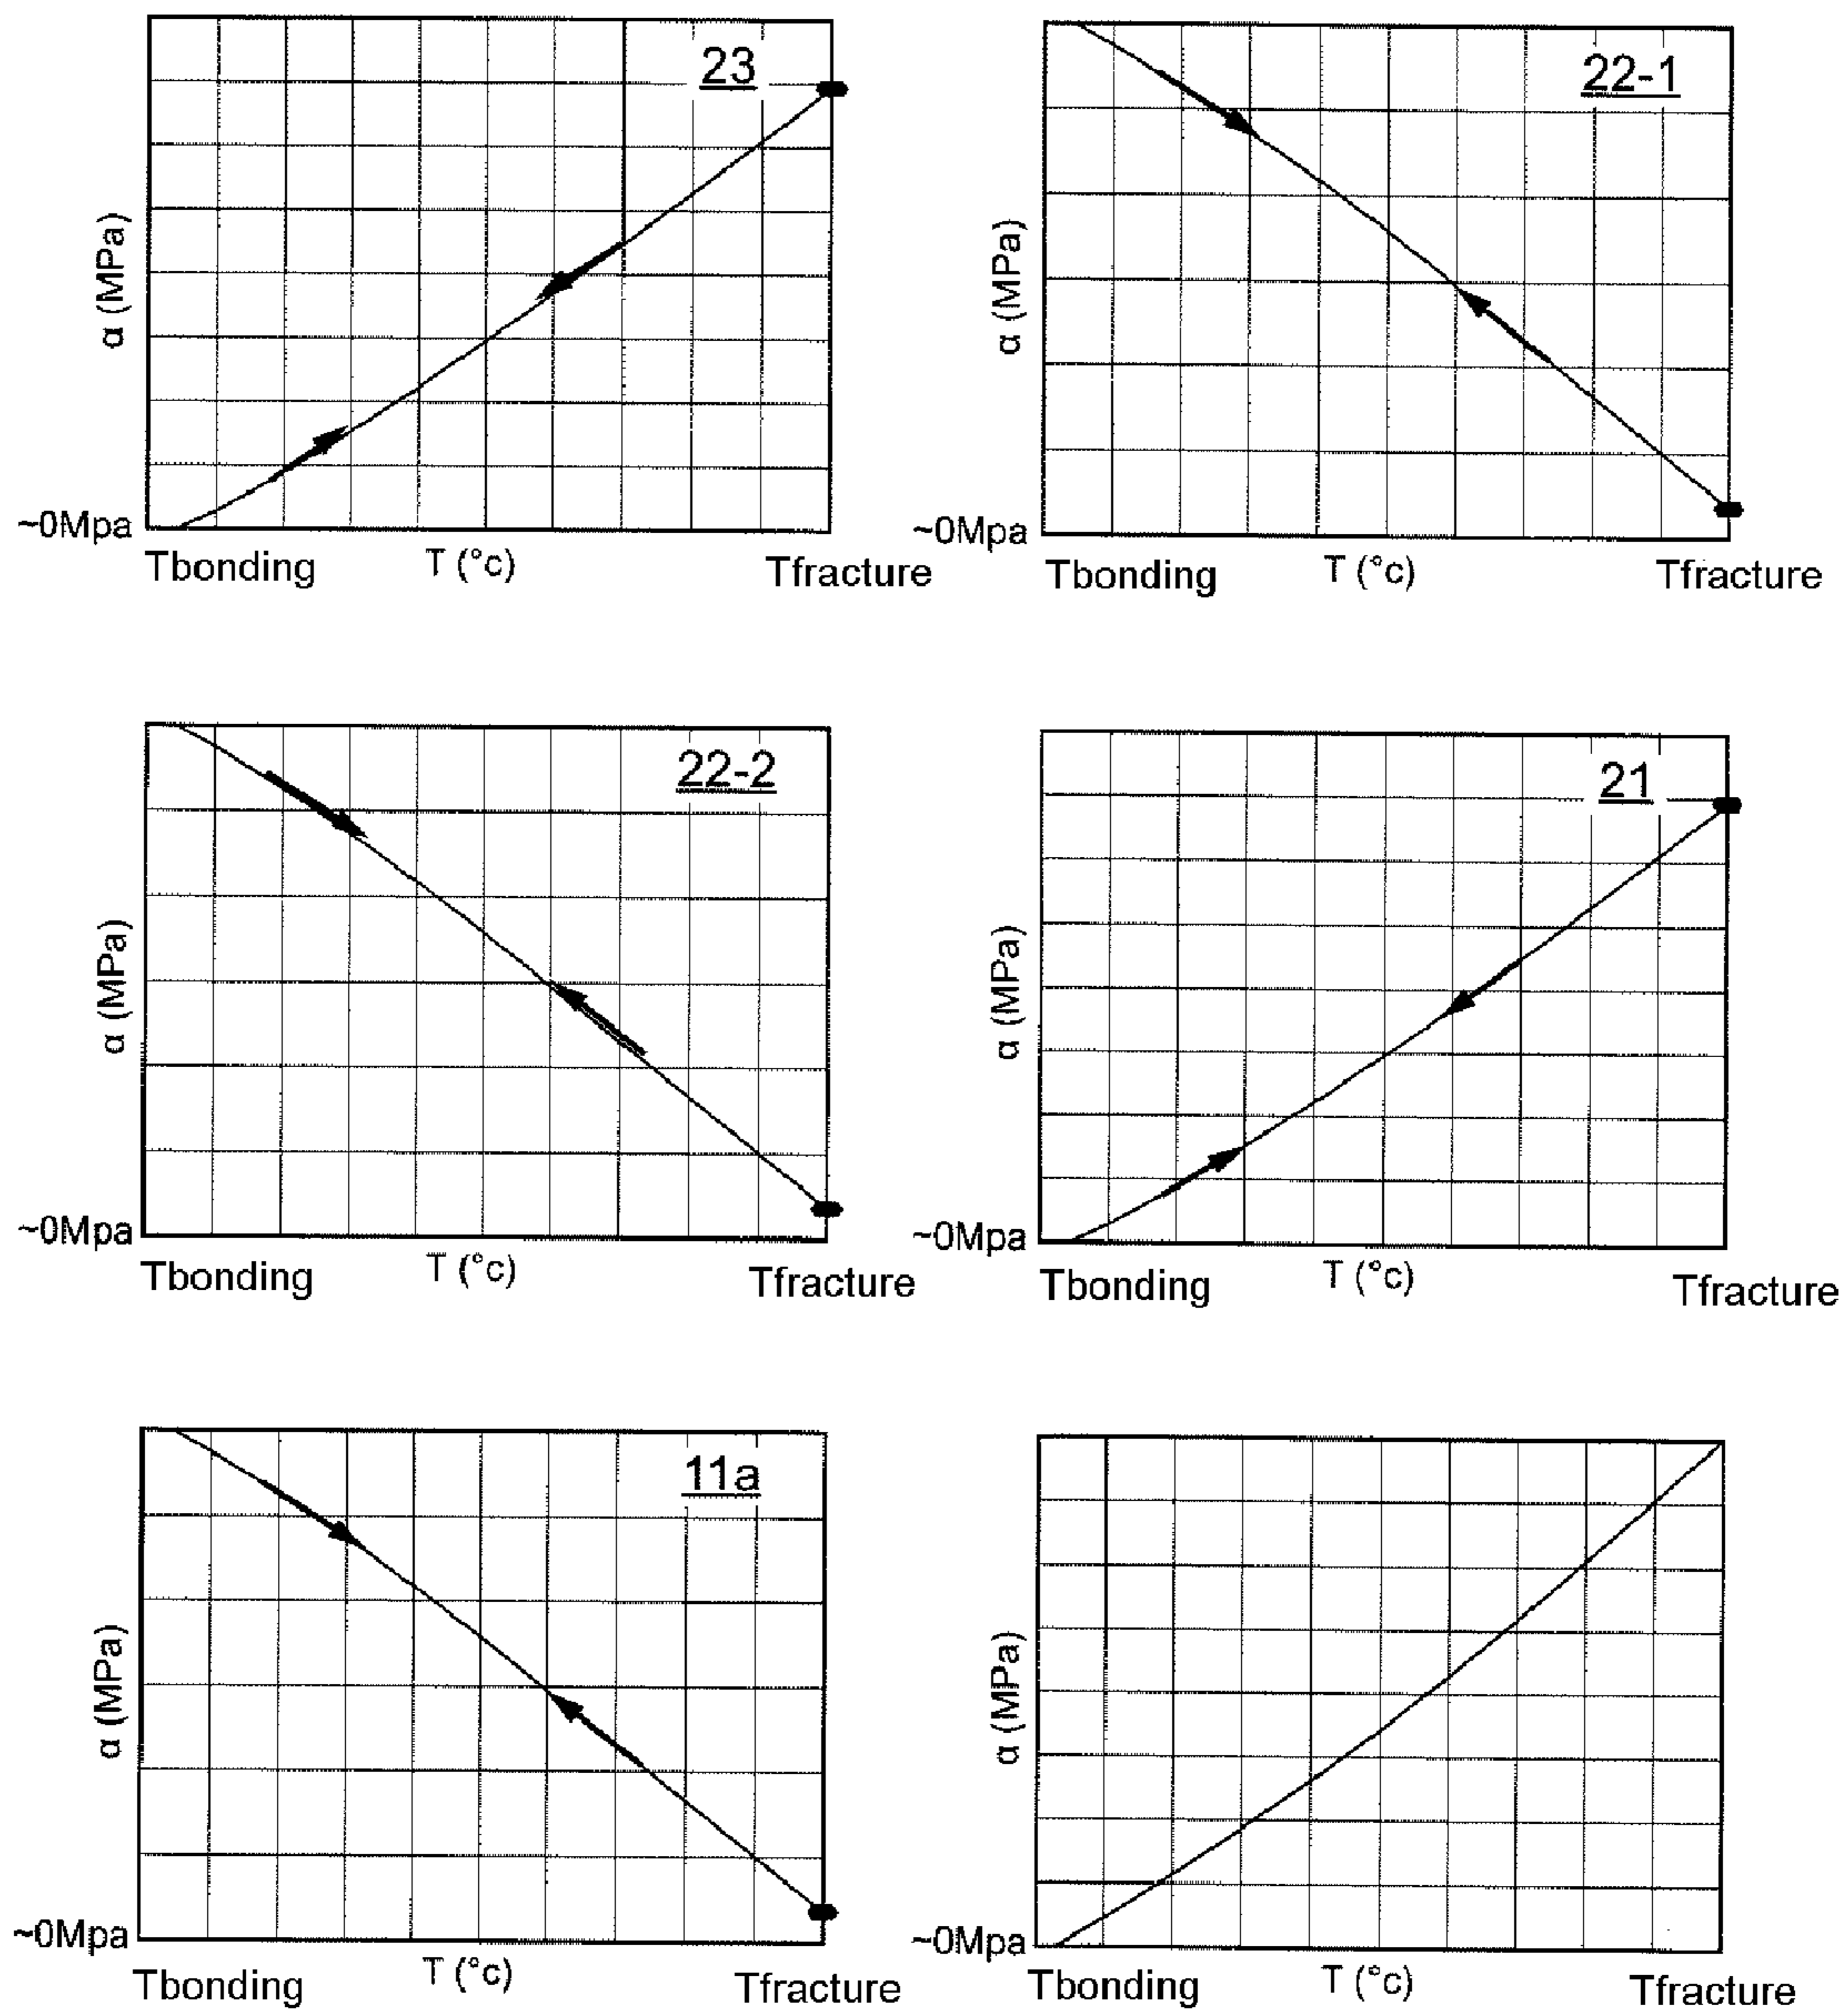 23
α (MPa)
~0Mpa
Tbonding
T (°c)
Tfracture
22-1
α (MPa)
~0Mpa
Tbonding
T (°c)
Tfracture
22-2
α (MPa)
~0Mpa
Tbonding
T (°c)
Tfracture
21
α (MPa)
~0Mpa
Tbonding
T (°c)
Tfracture
11a
α (MPa)
~0Mpa
Tbonding
T (°c)
Tfracture
α (MPa)
~0Mpa
Tbonding
T (°c)
Tfracture